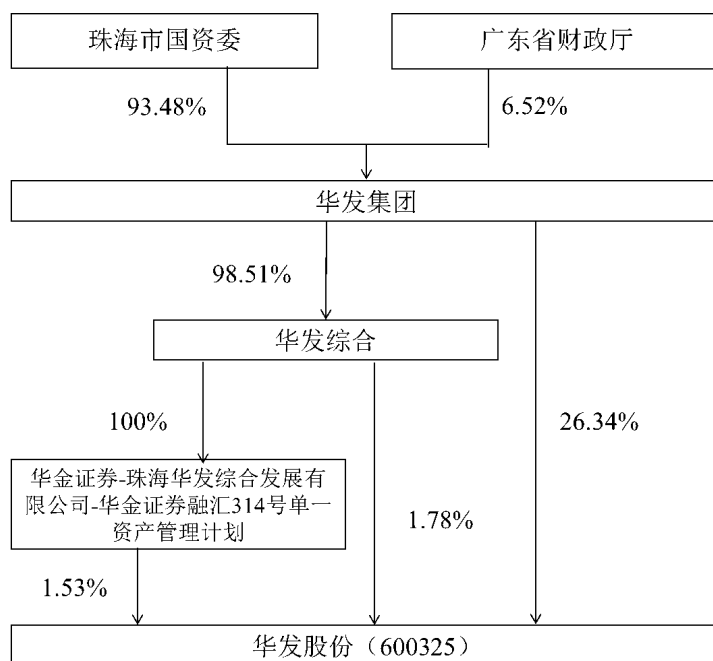 珠海市国资委
广东省财政厅
93.48%
6.52%
华发集团
98.51%
华发综合
100%
26.34%
华金证券-珠海华发综合发展有
限公司-华金证券融汇314号单一
资产管理计划
1.78%
1.53%
华发股份（600325）